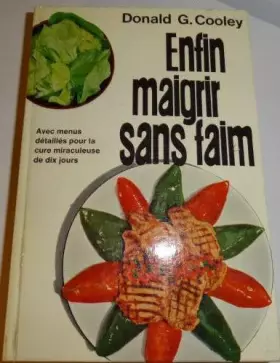 Donald G. Cooley
Enfin
maigrir
sans faim
Avec menus
détaillés pour la
cure miraculeuse
de dix jours